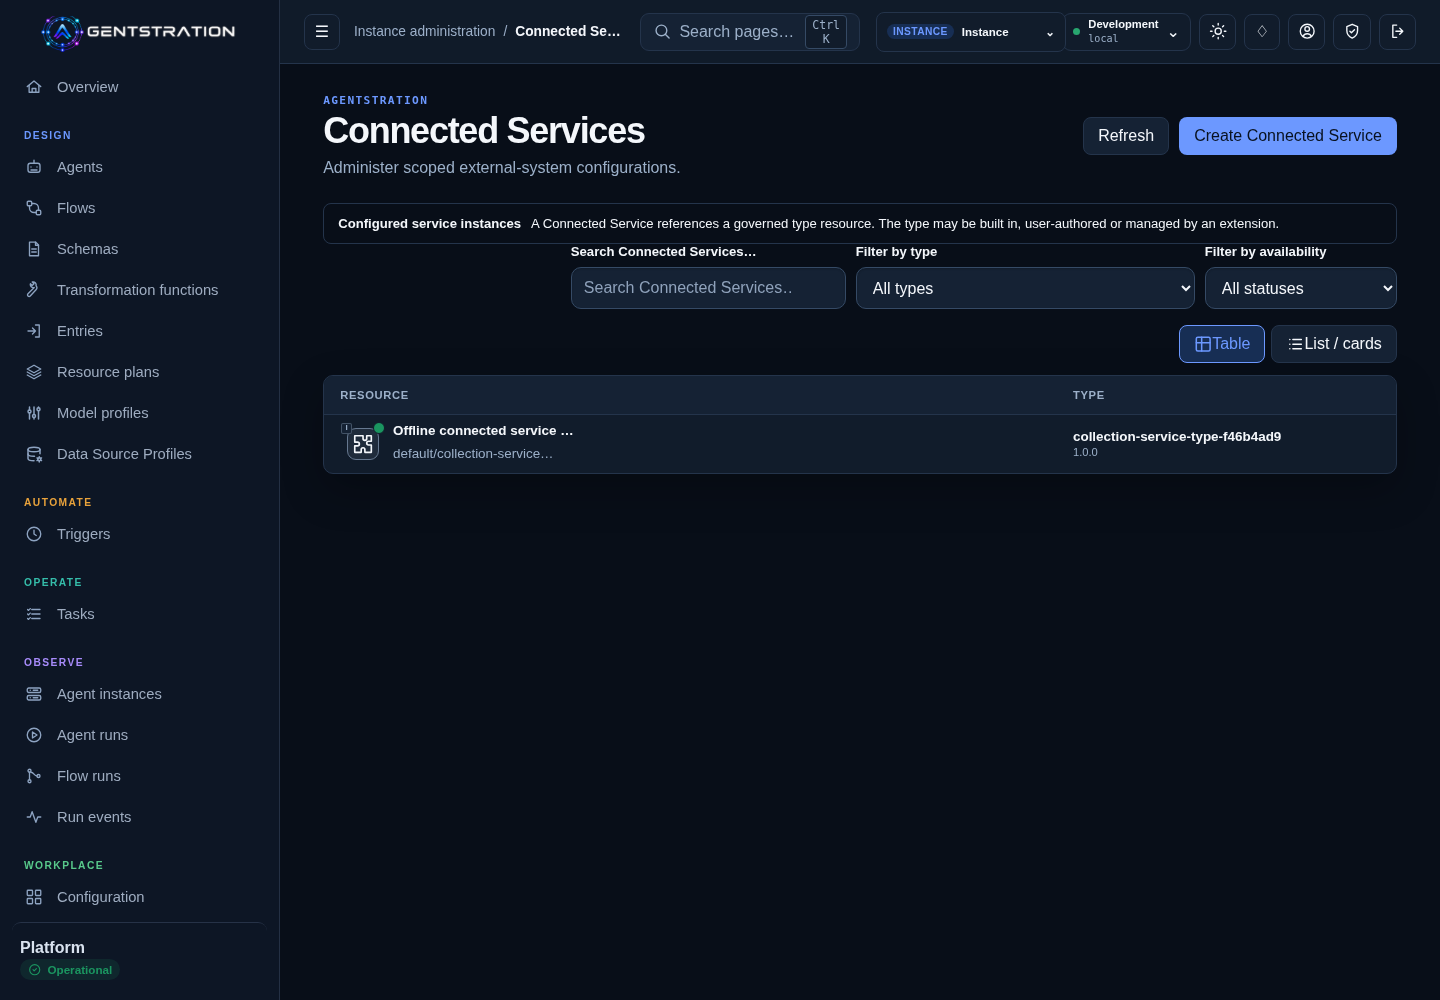 GENTSTRATION
☰
Instance administration / Connected Se…
Search pages…
Ctrl
K
INSTANCE Instance
Development
local
Overview
DESIGN
Agents
Flows
Schemas
Transformation functions
Entries
Resource plans
Model profiles
Data Source Profiles
AUTOMATE
Triggers
OPERATE
Tasks
OBSERVE
Agent instances
Agent runs
Flow runs
Run events
WORKPLACE
Configuration
Platform
Operational
AGENTSTRATION
Connected Services
Administer scoped external-system configurations.
Refresh
Create Connected Service
Configured service instances A Connected Service references a governed type resource. The type may be built in, user-authored or managed by an extension.
Search Connected Services…
Filter by type
Filter by availability
Search Connected Services..
All types
All statuses
Table
List / cards
RESOURCE
TYPE
I
Offline connected service …
default/collection-service…
collection-service-type-f46b4ad9
1.0.0